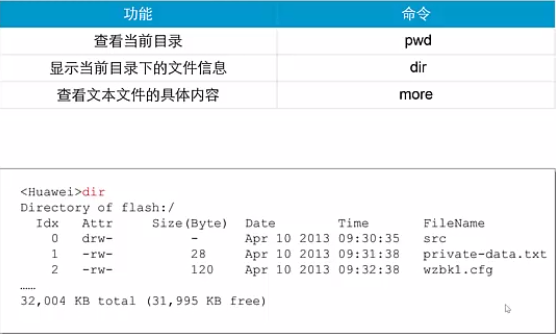 功能 命令
查看当前目录 pwd
显示当前目录下的文件信息 dir
查看文本文件的具体内容 more
<Huawei>dir
Directory of flash:/
Idx Attr Size(Byte) Date Time FileName
0 drw- - Apr 10 2013 09:30:35 src
1 -rw- 28 Apr 10 2013 09:31:38 private-data.txt
2 -rw- 120 Apr 10 2013 09:32:38 wzbk1.cfg
……
32,004 KB total (31,995 KB free)